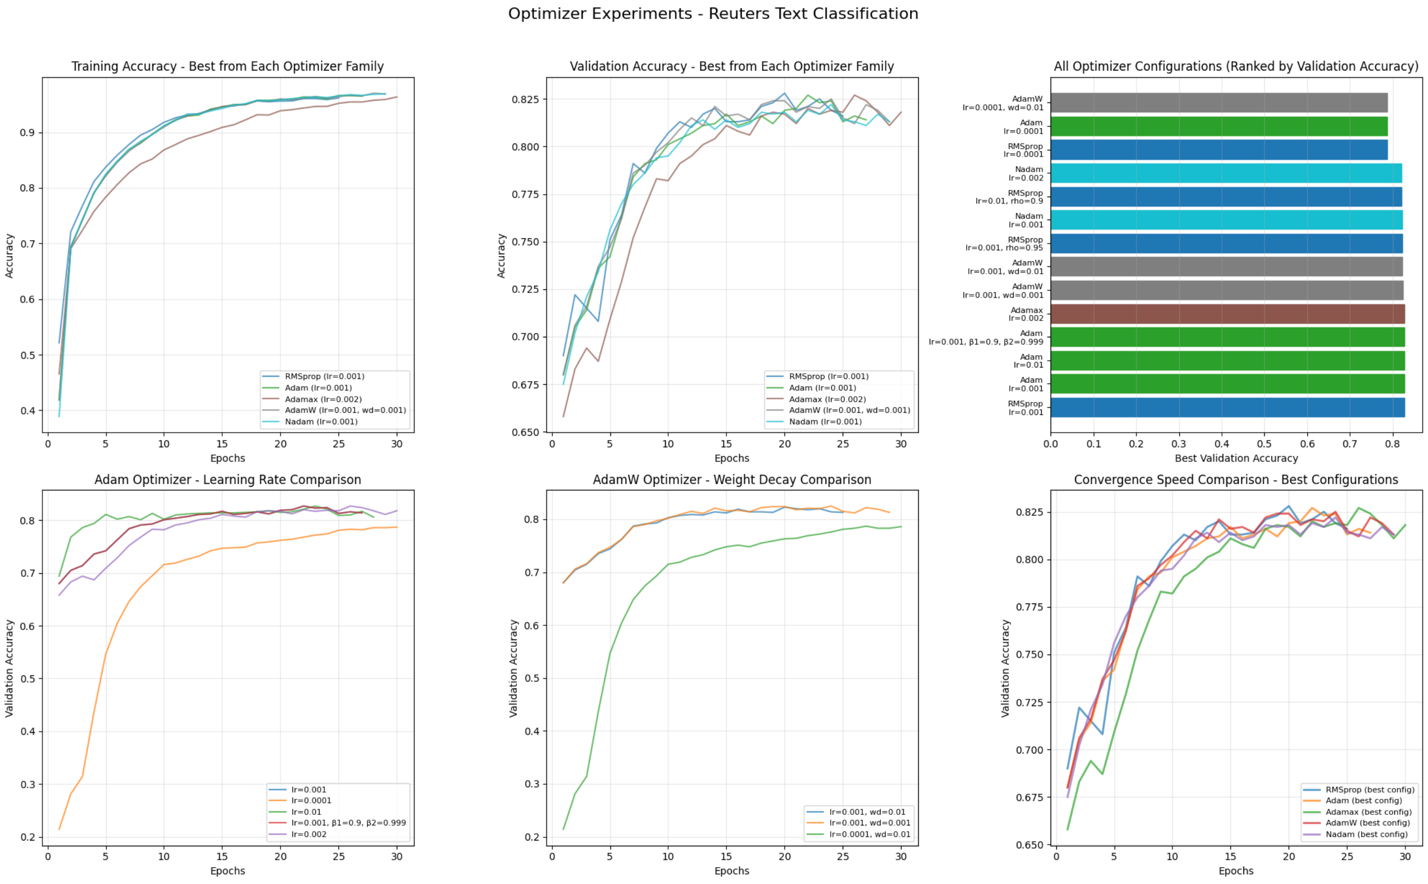 Optimizer Experiments - Reuters Text Classification
Training Accuracy - Best from Each Optimizer Family
Accuracy
0.9
0.8
0.7
0.6
0.5
0.4
0
5
10
15
20
25
30
Epochs
RMSprop (lr=0.001)
Adam (lr=0.001)
Adamax (lr=0.002)
AdamW (lr=0.001, wd=0.001)
Nadam (lr=0.001)
Validation Accuracy - Best from Each Optimizer Family
Accuracy
0.825
0.800
0.775
0.750
0.725
0.700
0.675
0.650
0
5
10
15
20
25
30
Epochs
RMSprop (lr=0.001)
Adam (lr=0.001)
Adamax (lr=0.002)
AdamW (lr=0.001, wd=0.001)
Nadam (lr=0.001)
All Optimizer Configurations (Ranked by Validation Accuracy)
AdamW
lr=0.0001, wd=0.01
Adam
lr=0.0001
RMSprop
lr=0.0001
Nadam
lr=0.002
RMSprop
lr=0.01, rho=0.9
Nadam
lr=0.001
RMSprop
lr=0.001, rho=0.95
AdamW
lr=0.001, wd=0.01
AdamW
lr=0.001, wd=0.001
Adamax
lr=0.002
Adam
lr=0.001, β1=0.9, β2=0.999
Adam
lr=0.01
Adam
lr=0.001
RMSprop
lr=0.001
0.0
0.1
0.2
0.3
0.4
0.5
0.6
0.7
0.8
Best Validation Accuracy
Adam Optimizer - Learning Rate Comparison
Validation Accuracy
0.8
0.7
0.6
0.5
0.4
0.3
0.2
0
5
10
15
20
25
30
Epochs
lr=0.001
lr=0.0001
lr=0.01
lr=0.001, β1=0.9, β2=0.999
lr=0.002
AdamW Optimizer - Weight Decay Comparison
Validation Accuracy
0.8
0.7
0.6
0.5
0.4
0.3
0.2
0
5
10
15
20
25
30
Epochs
lr=0.001, wd=0.01
lr=0.001, wd=0.001
lr=0.0001, wd=0.01
Convergence Speed Comparison - Best Configurations
Validation Accuracy
0.825
0.800
0.775
0.750
0.725
0.700
0.675
0.650
0
5
10
15
20
25
30
Epochs
RMSprop (best config)
Adam (best config)
Adamax (best config)
AdamW (best config)
Nadam (best config)